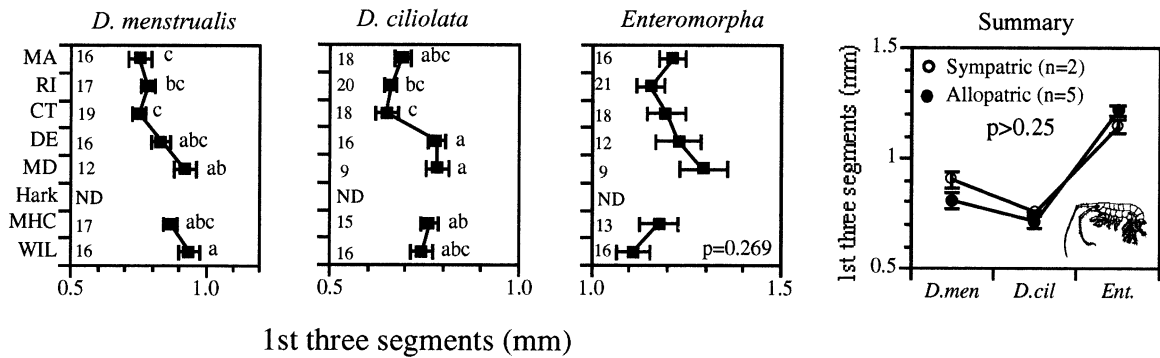 D. menstrualis
D. ciliolata
Enteromorpha
Summary
MA 16 c 18 abc 16
RI 17 bc 20 bc 21
CT 19 c 18 c 18
DE 16 abc 16 a 12
MD 12 ab 9 a 9
Hark ND ND ND
MHC 17 abc 15 ab 13
WIL 16 a 16 abc 16 p=0.269
0.5 1.0 0.5 1.0 1.0 1.5
1st three segments (mm)
1st three segments (mm)
1.5
1
0.5
Sympatric (n=2)
Allopatric (n=5)
p>0.25
D.men D.cil Ent.